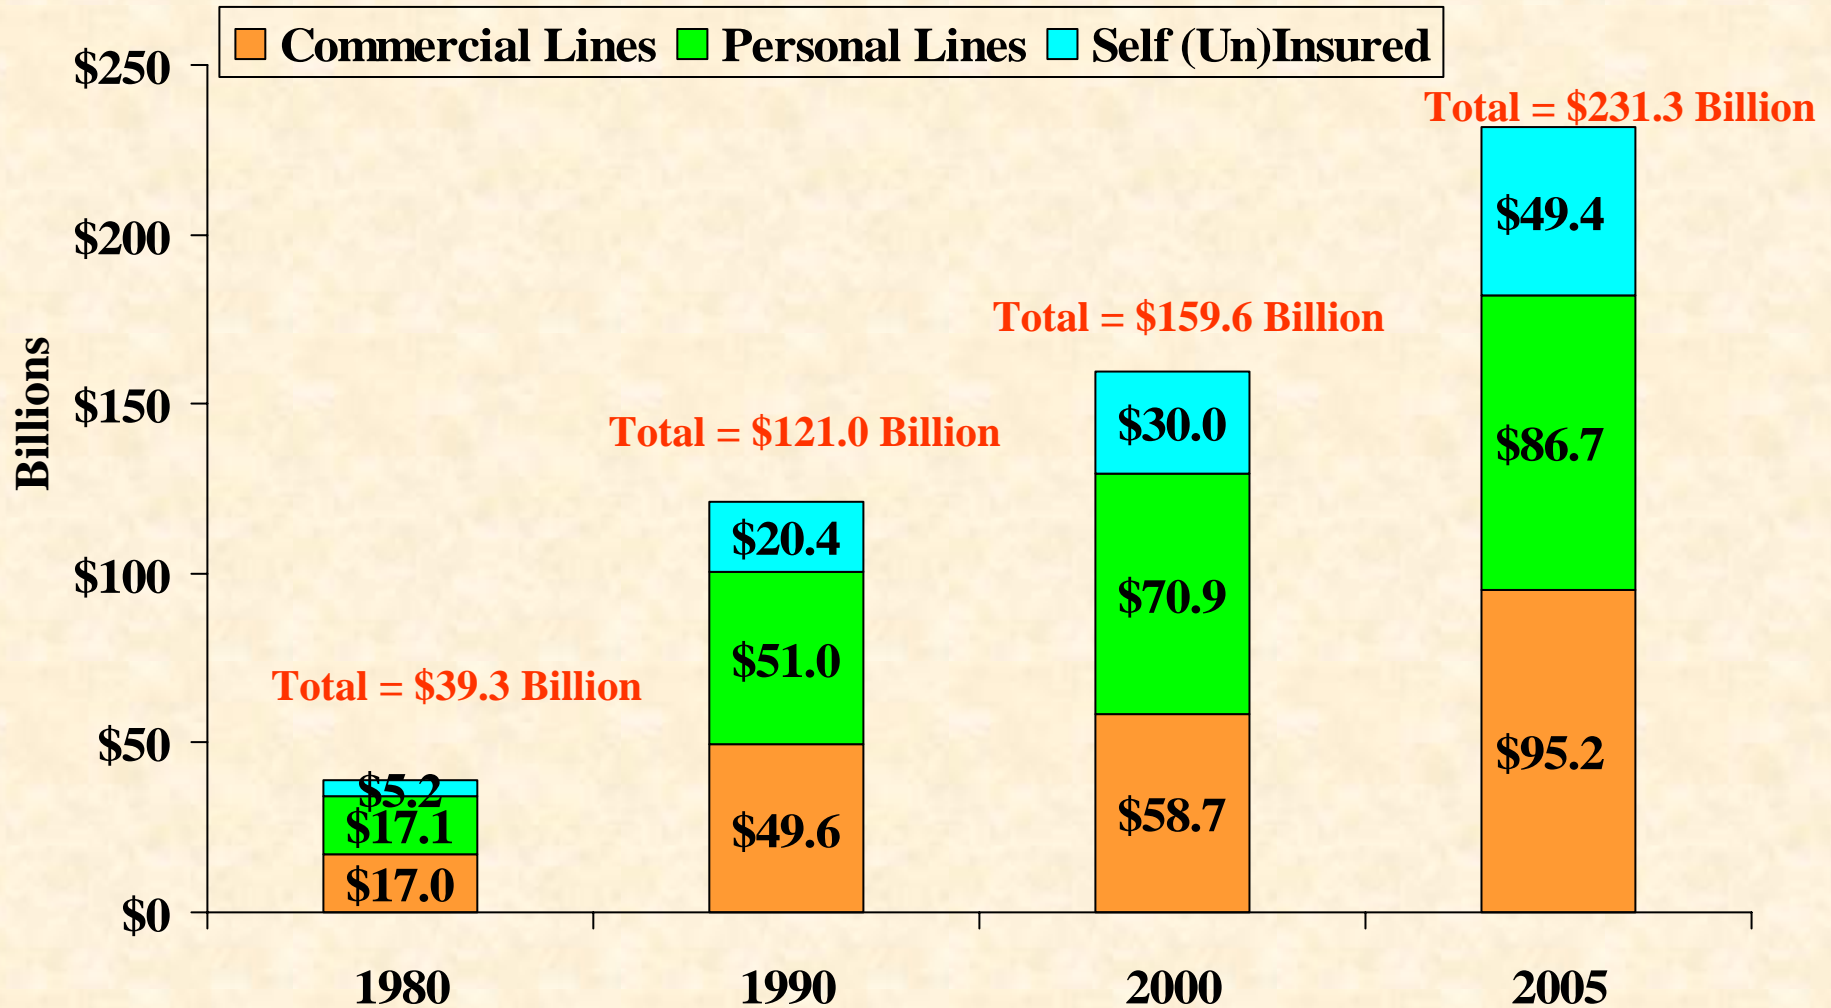 Commercial Lines Personal Lines Self (Un)Insured
$250
$200
$150
$100
$50
$0
Billions
Total = $39.3 Billion
$5.2
$17.1
$17.0
Total = $121.0 Billion
$20.4
$51.0
$49.6
Total = $159.6 Billion
$30.0
$70.9
$58.7
Total = $231.3 Billion
$49.4
$86.7
$95.2
1980 1990 2000 2005